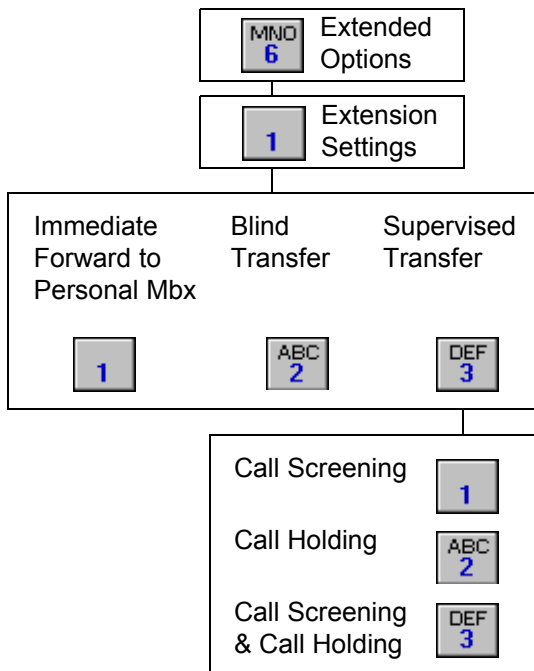 MNO
6
Extended
Options
1
Extension
Settings
Immediate
Forward to
Personal Mbx
Blind
Transfer
Supervised
Transfer
1
ABC
2
DEF
3
Call Screening
1
Call Holding
ABC
2
Call Screening
& Call Holding
DEF
3